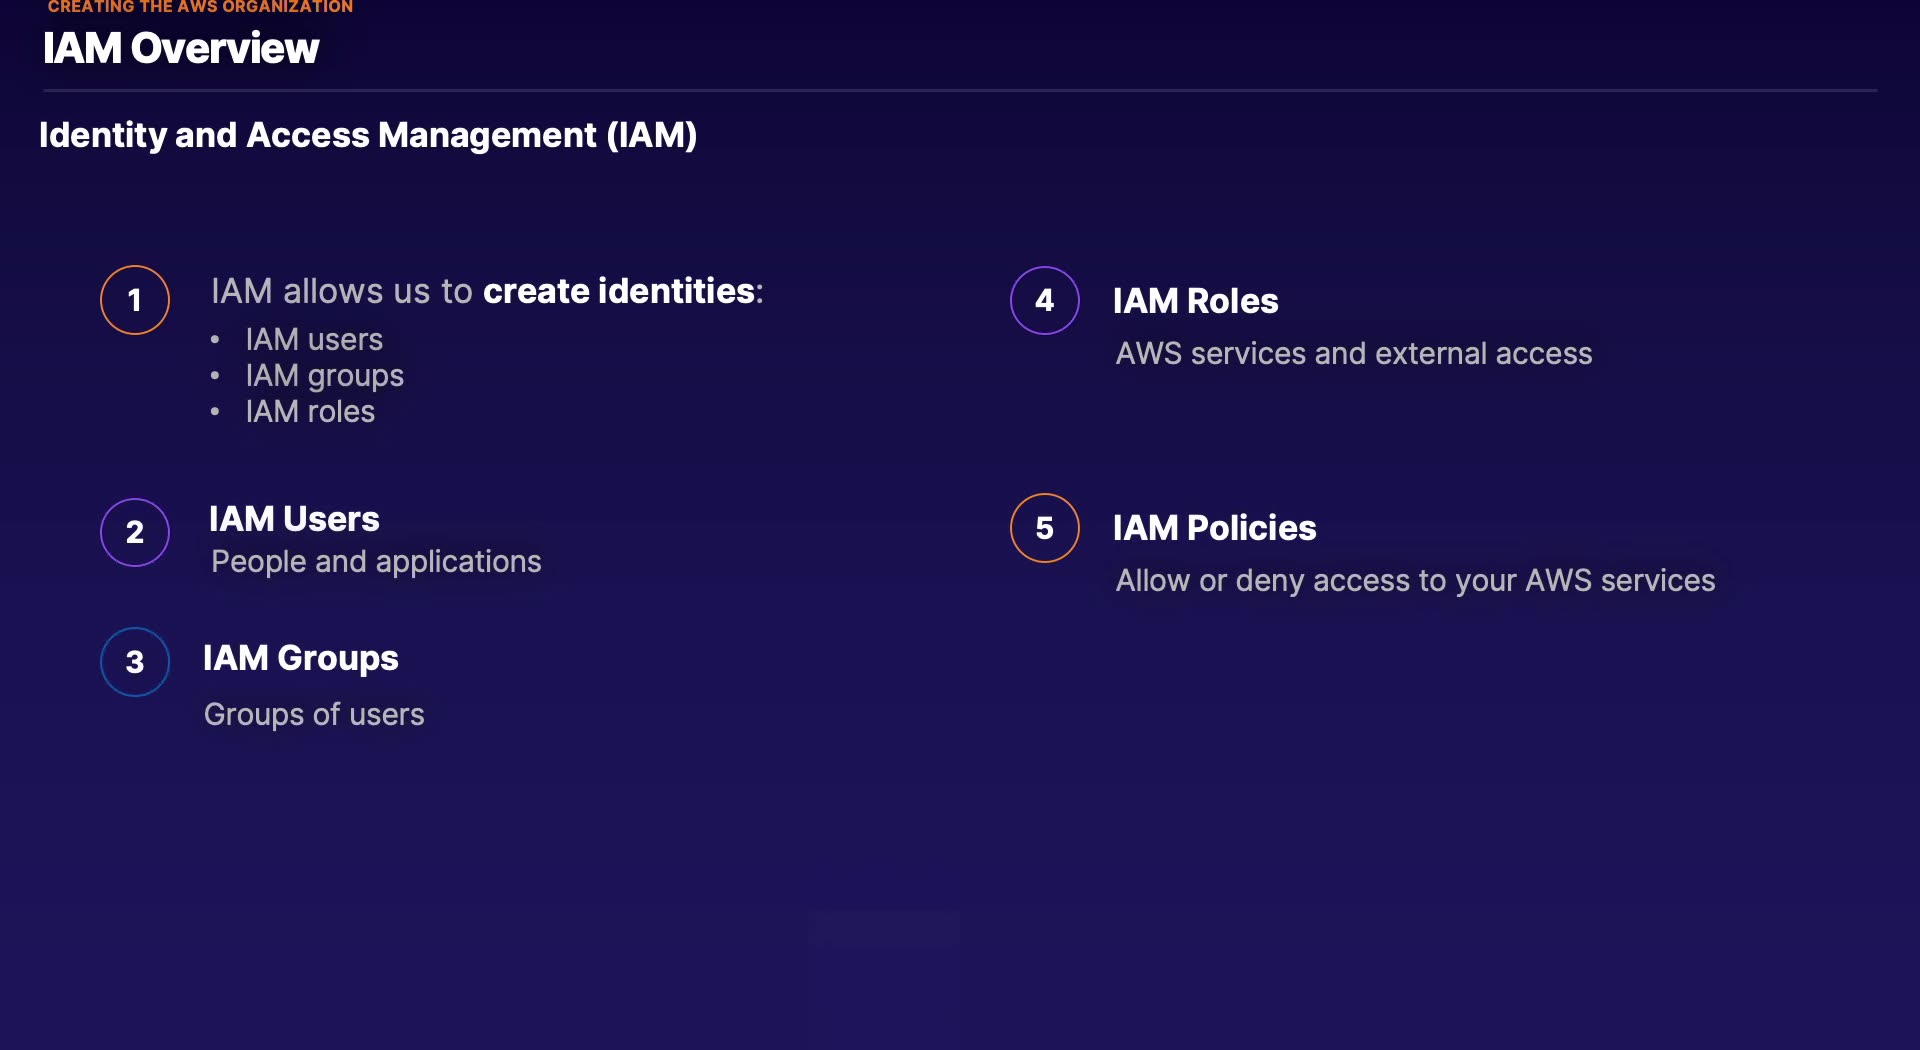 CREATING THE AWS ORGANIZATION
IAM Overview
Identity and Access Management (IAM)
1
IAM allows us to create identities:
• IAM users
• IAM groups
• IAM roles
2
IAM Users
People and applications
3
IAM Groups
Groups of users
4
IAM Roles
AWS services and external access
5
IAM Policies
Allow or deny access to your AWS services